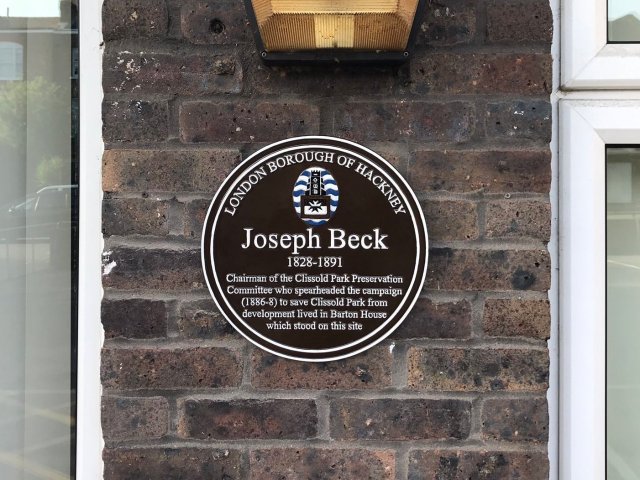 LONDON BOROUGH OF HACKNEY
Joseph Beck
1828-1891
Chairman of the Clissold Park Preservation
Committee who spearheaded the campaign
(1886-8) to save Clissold Park from
development lived in Barton House
which stood on this site